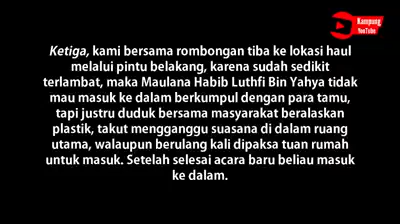 Kampung
YouTube
Ketiga, kami bersama rombongan tiba ke lokasi haul
melalui pintu belakang, karena sudah sedikit
terlambat, maka Maulana Habib Luthfi Bin Yahya tidak
mau masuk ke dalam berkumpul dengan para tamu,
tapi justru duduk bersama masyarakat beralaskan
plastik, takut mengganggu suasana di dalam ruang
utama, walaupun berulang kali dipaksa tuan rumah
untuk masuk. Setelah selesai acara baru beliau masuk
ke dalam.